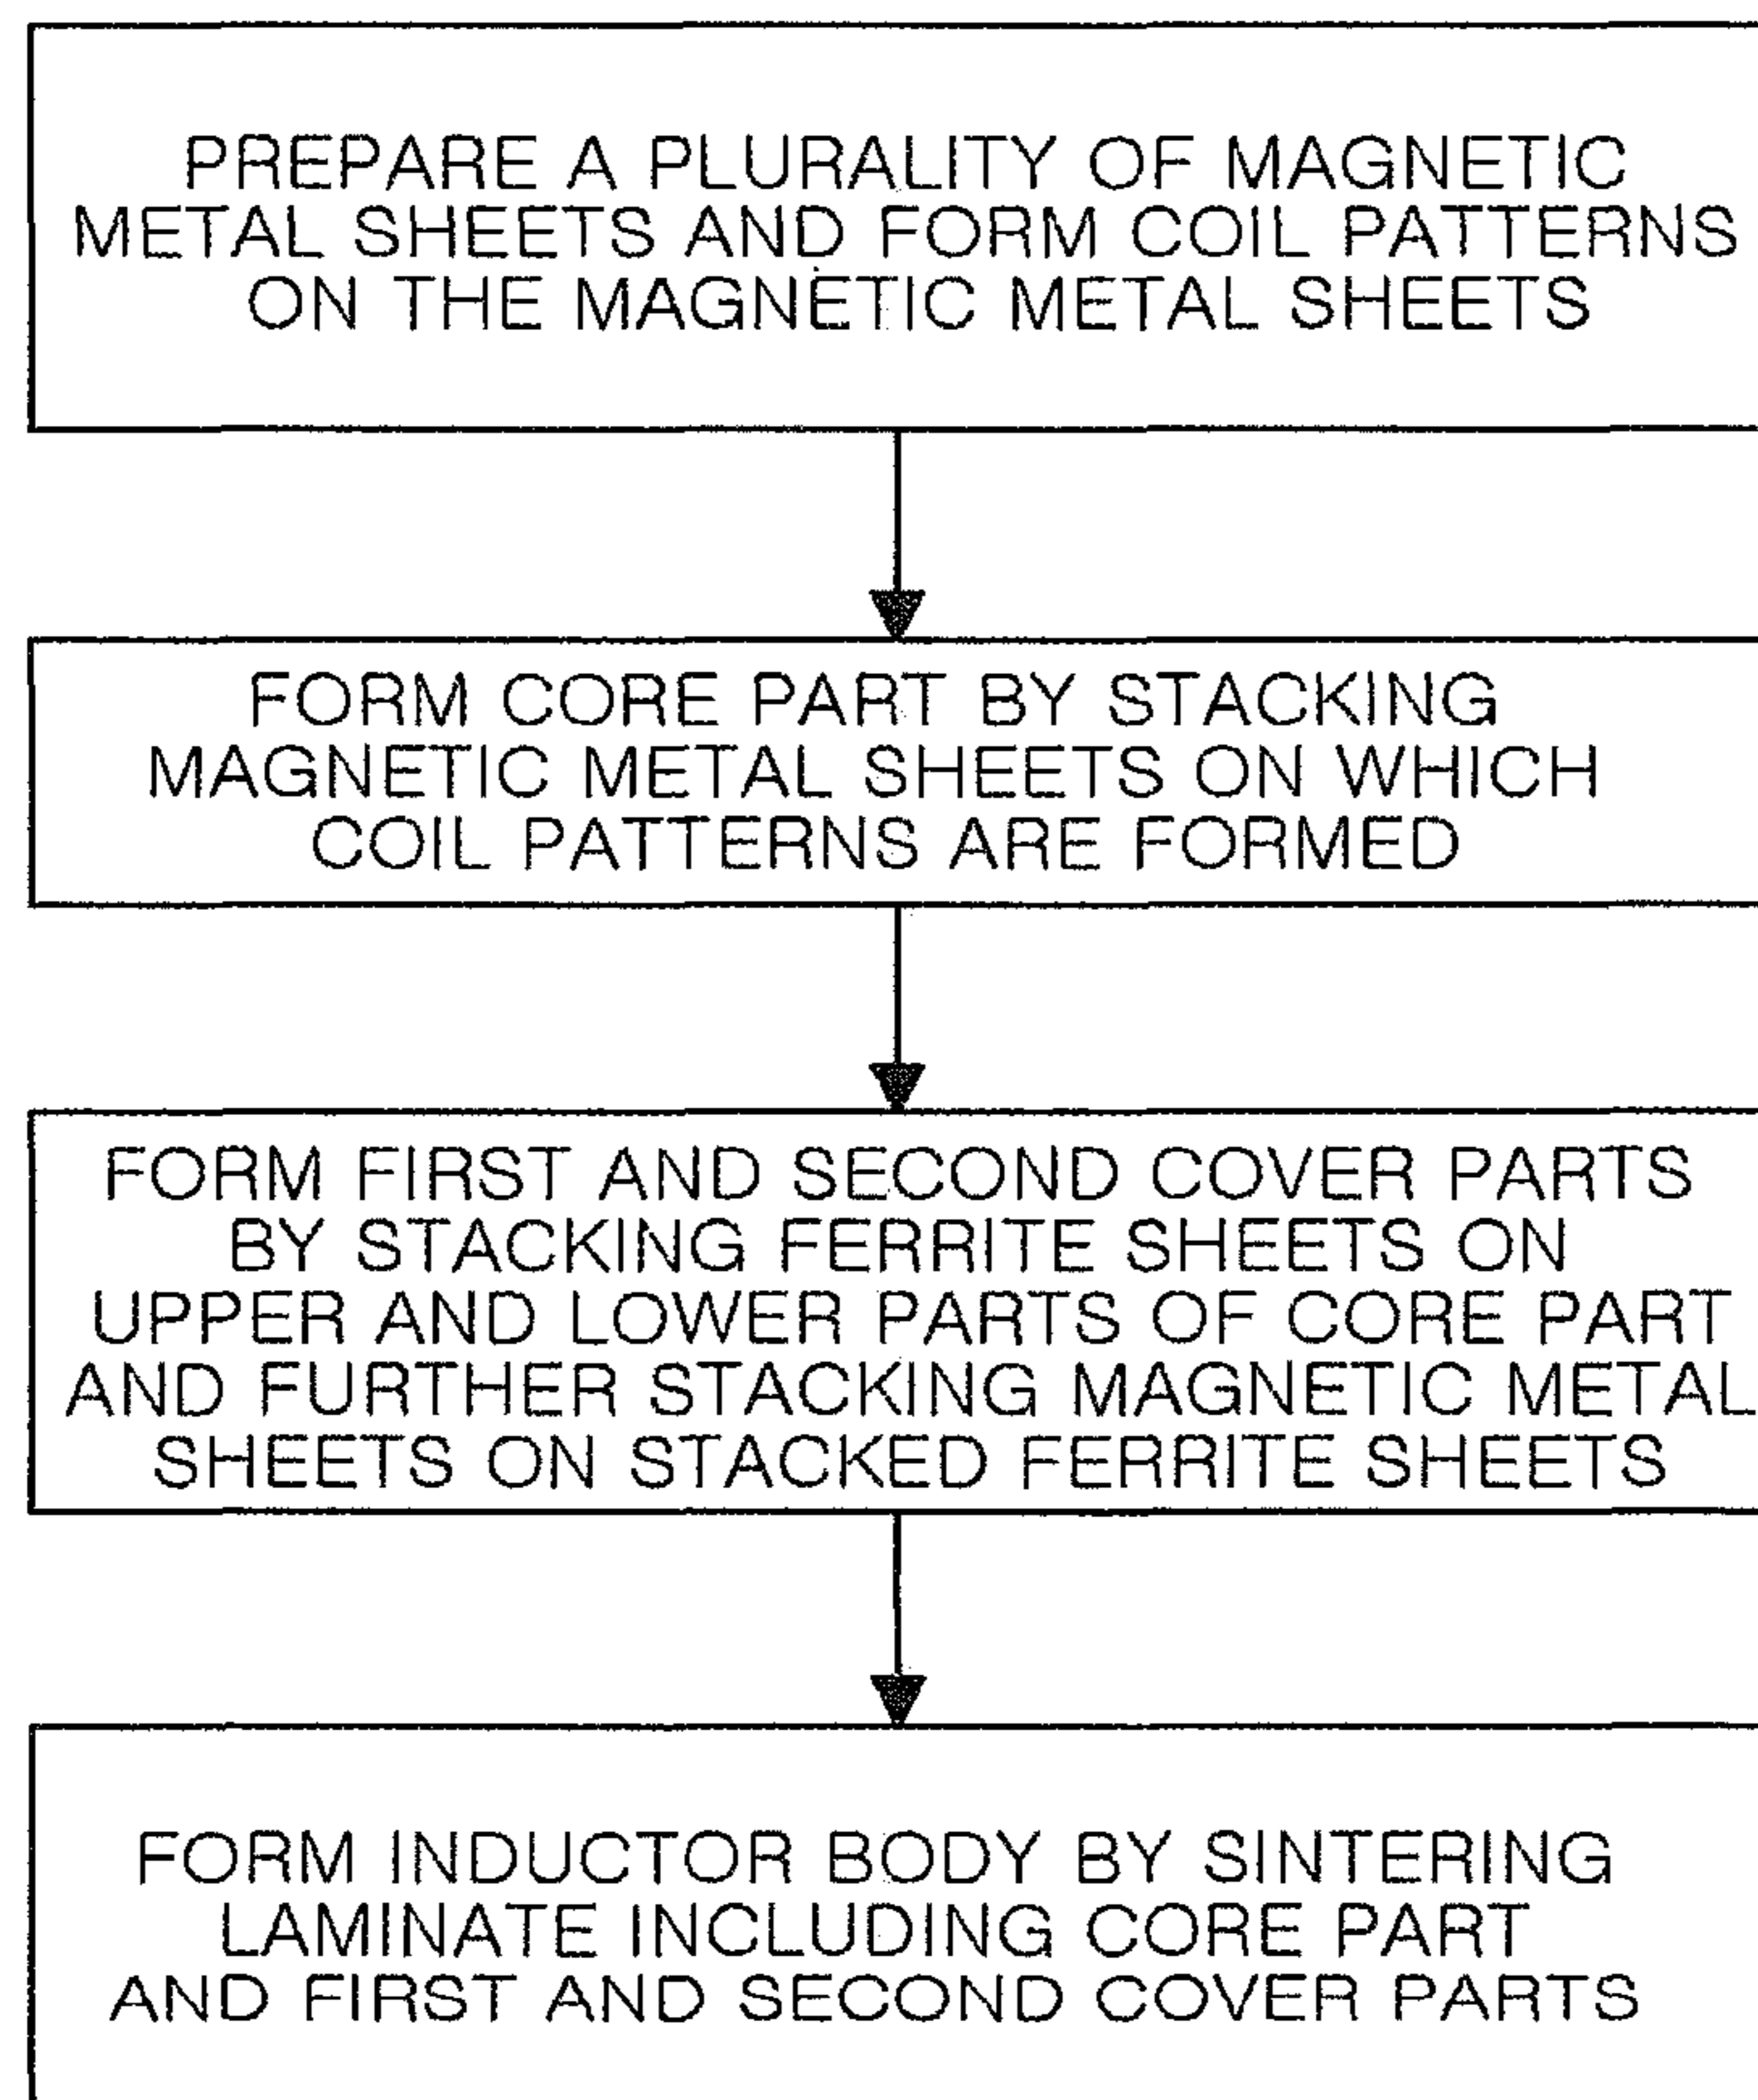 PREPARE A PLURALITY OF MAGNETIC
METAL SHEETS AND FORM COIL PATTERNS
ON THE MAGNETIC METAL SHEETS
FORM CORE PART BY STACKING
MAGNETIC METAL SHEETS ON WHICH
COIL PATTERNS ARE FORMED
FORM FIRST AND SECOND COVER PARTS
BY STACKING FERRITE SHEETS ON
UPPER AND LOWER PARTS OF CORE PART
AND FURTHER STACKING MAGNETIC METAL
SHEETS ON STACKED FERRITE SHEETS
FORM INDUCTOR BODY BY SINTERING
LAMINATE INCLUDING CORE PART
AND FIRST AND SECOND COVER PARTS